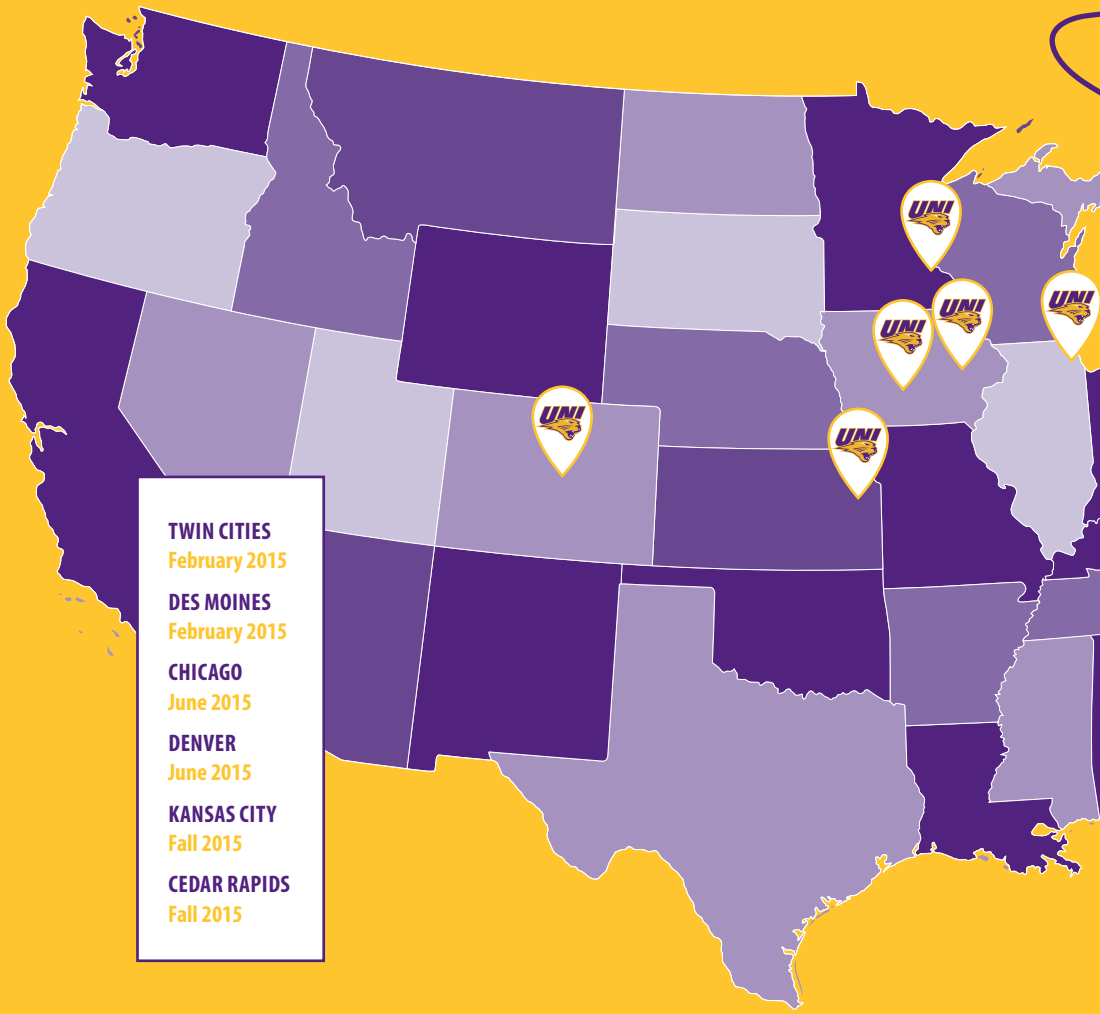 UNI
UNI
UNI
UNI
UNI
UNI
TWIN CITIES
February 2015
DES MOINES
February 2015
CHICAGO
June 2015
DENVER
June 2015
KANSAS CITY
Fall 2015
CEDAR RAPIDS
Fall 2015